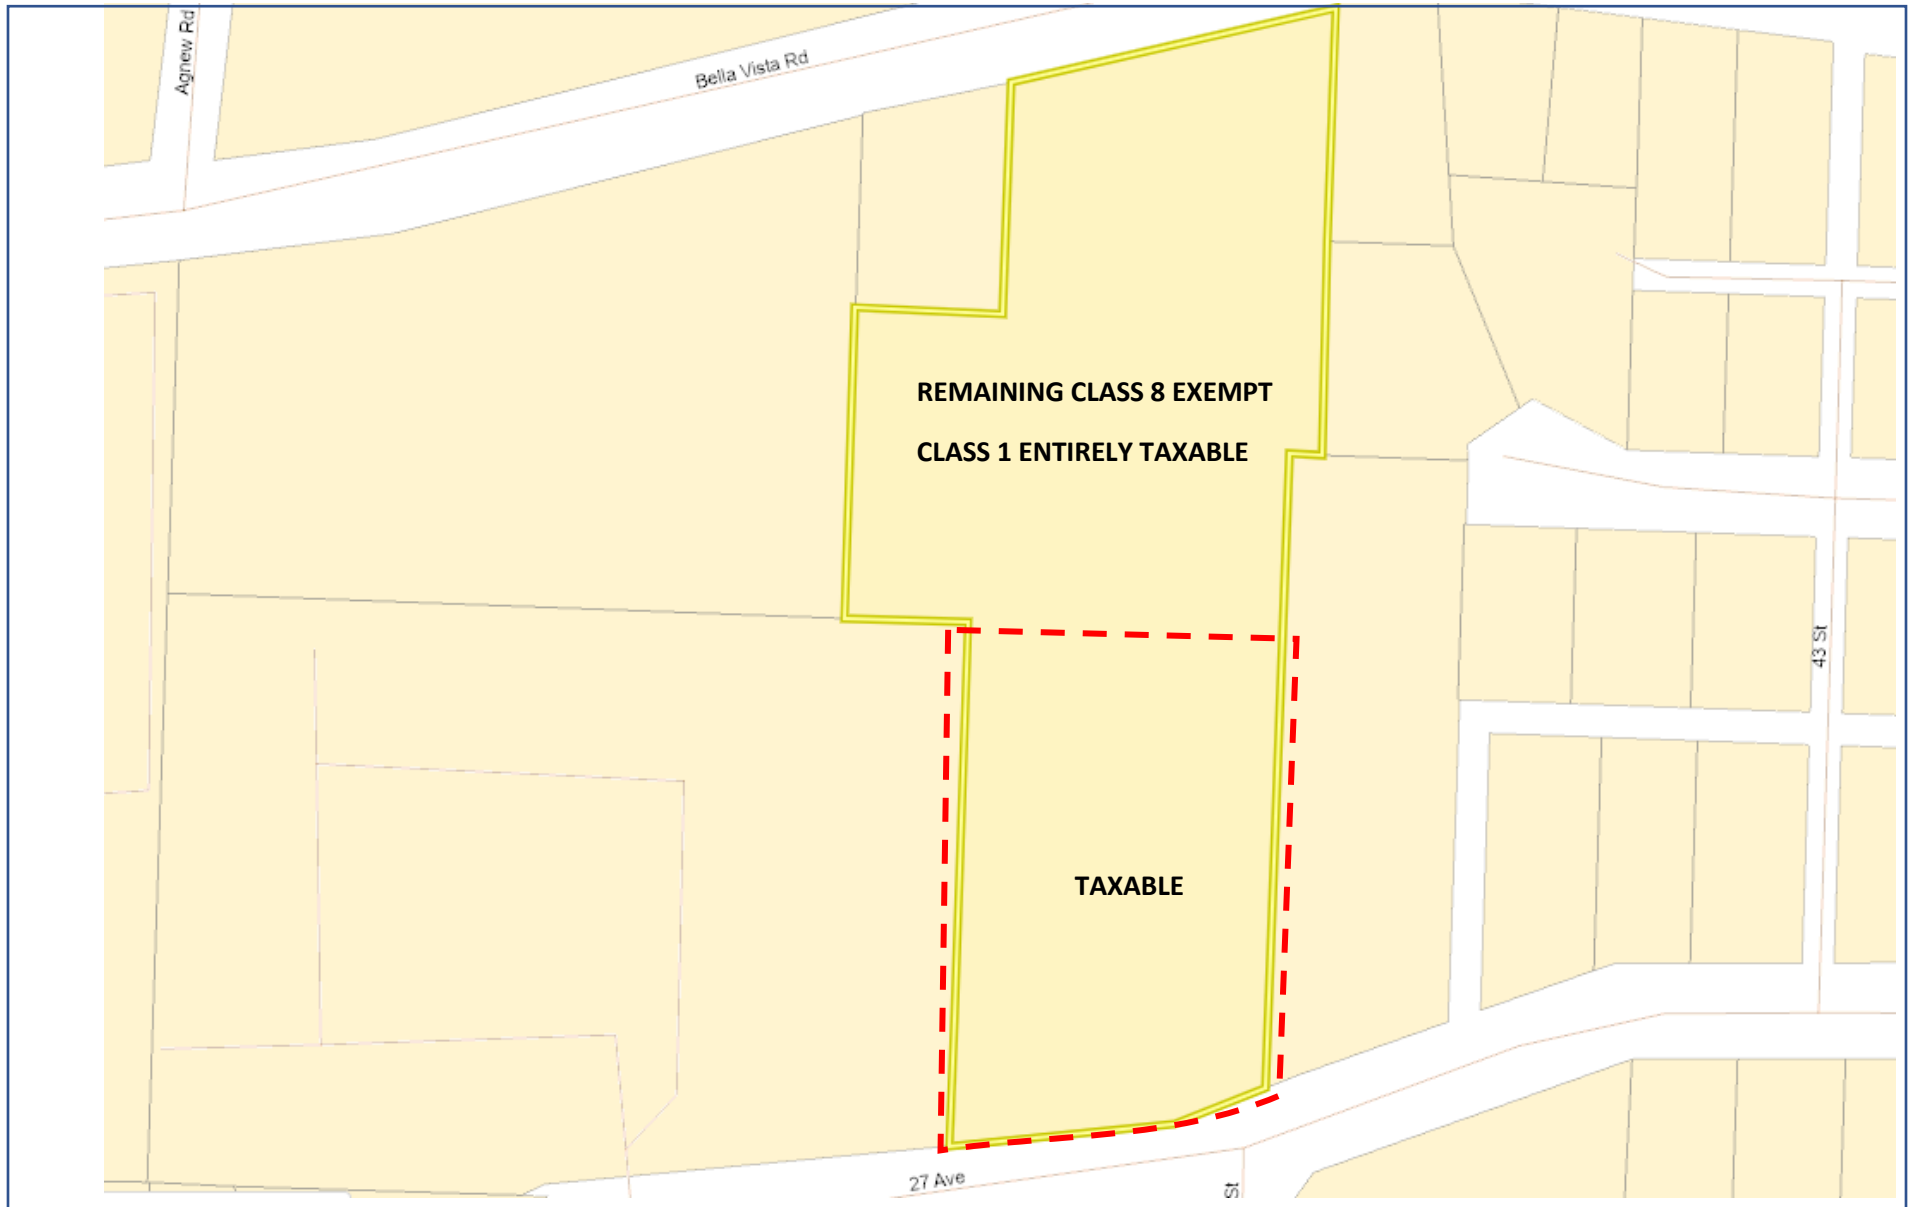 Agnew Rd
Bella Vista Rd
REMAINING CLASS 8 EXEMPT
CLASS 1 ENTIRELY TAXABLE
43 St
TAXABLE
27 Ave
St